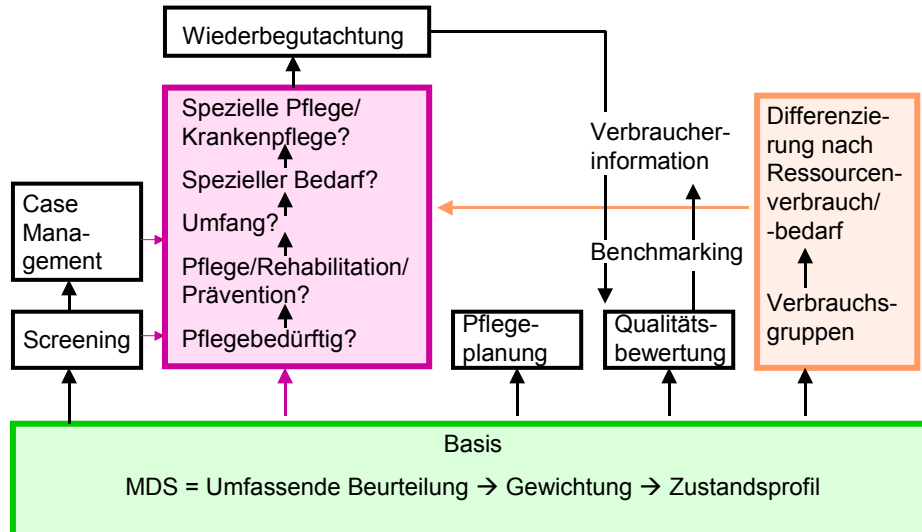 Wiederbegutachtung
Spezielle Pflege/
Krankenpflege?
Spezieller Bedarf?
Umfang?
Pflege/Rehabilitation/
Prävention?
Pflegebedürftig?
Case
Mana-
gement
Screening
Pflege-
planung
Verbraucher-
information
Benchmarking
Qualitäts-
bewertung
Differenzie-
rung nach
Ressourcen-
verbrauch/
-bedarf
Verbrauchs-
gruppen
Basis
MDS = Umfassende Beurteilung → Gewichtung → Zustandsprofil